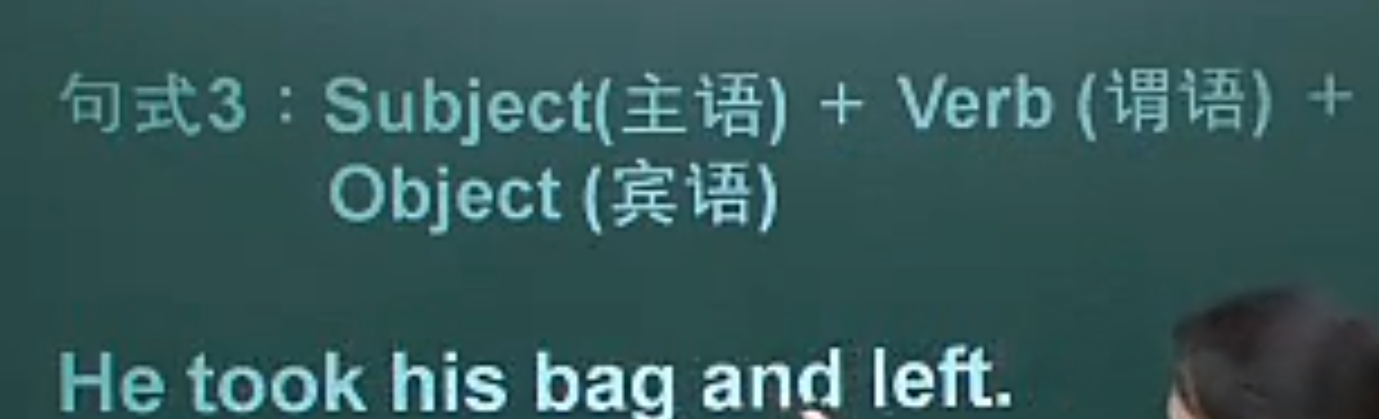 句式3：Subject(主语) + Verb (谓语) +
Object (宾语)
He took his bag and left.